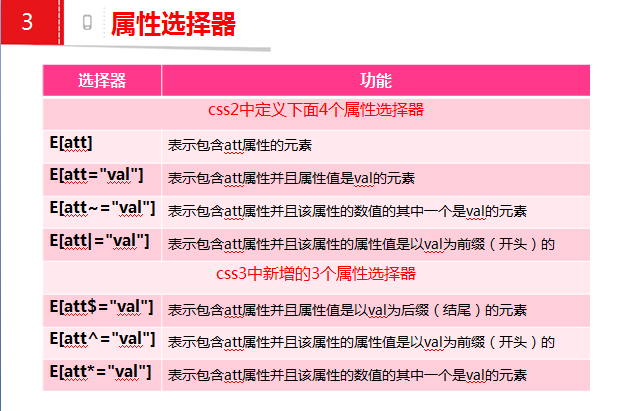 3
属性选择器
选择器 功能
css2中定义下面4个属性选择器
E[att] 表示包含att属性的元素
E[att="val"] 表示包含att属性并且属性值是val的元素
E[att~="val"] 表示包含att属性并且该属性的数值的其中一个是val的元素
E[att|="val"] 表示包含att属性并且该属性的属性值是以val为前缀（开头）的
css3中新增的3个属性选择器
E[att$="val"] 表示包含att属性并且属性值是以val为后缀（结尾）的元素
E[att^="val"] 表示包含att属性并且该属性的属性值是以val为前缀（开头）的
E[att*="val"] 表示包含att属性并且该属性的数值的其中一个是val的元素